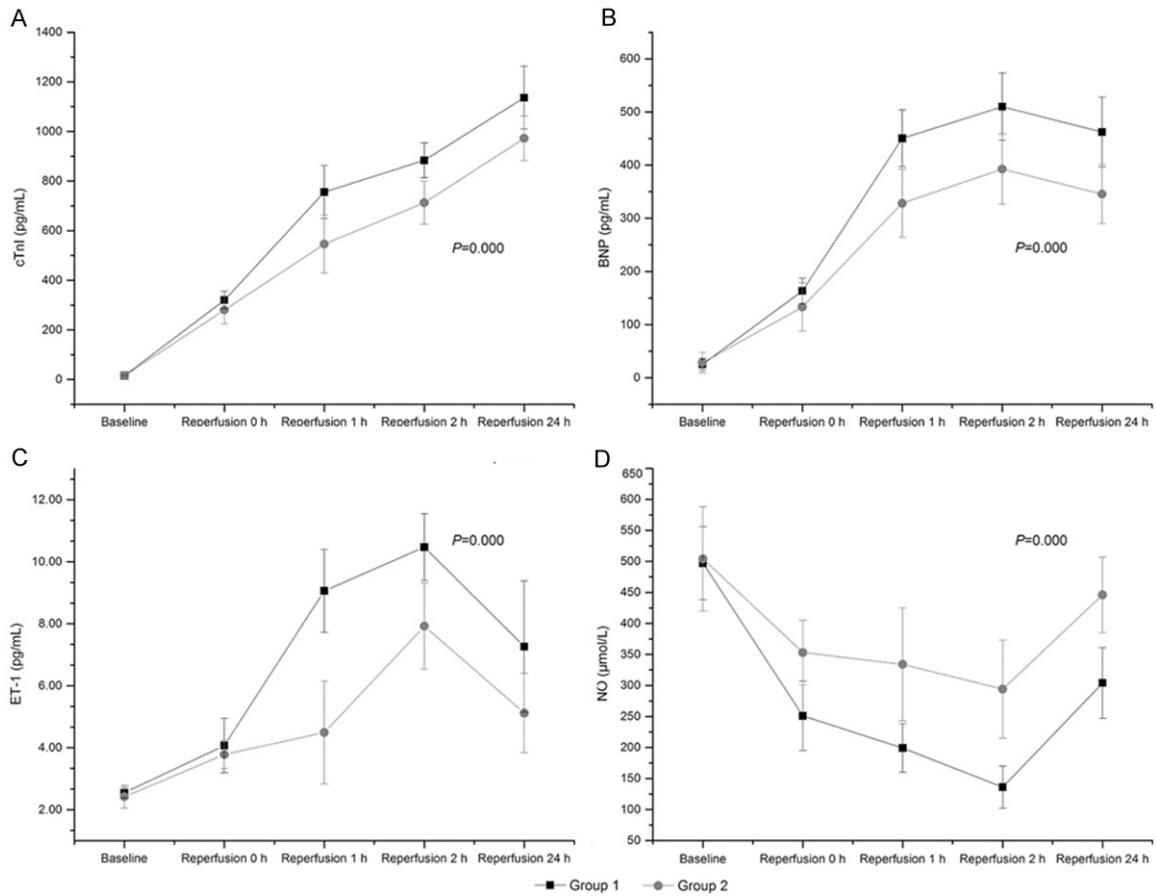 A
1400
1200
1000
800
600
400
200
0
cTnI (pg/mL)
P=0.000
Baseline
Reperfusion 0 h
Reperfusion 1 h
Reperfusion 2 h
Reperfusion 24 h
B
600
500
400
300
200
100
0
BNP (pg/mL)
P=0.000
Baseline
Reperfusion 0 h
Reperfusion 1 h
Reperfusion 2 h
Reperfusion 24 h
C
12.00
10.00
8.00
6.00
4.00
2.00
ET-1 (pg/mL)
P=0.000
Baseline
Reperfusion 0 h
Reperfusion 1 h
Reperfusion 2 h
Reperfusion 24 h
D
650
600
550
500
450
400
350
300
250
200
150
100
50
NO (μmol/L)
P=0.000
Baseline
Reperfusion 0 h
Reperfusion 1 h
Reperfusion 2 h
Reperfusion 24 h
Group 1
Group 2